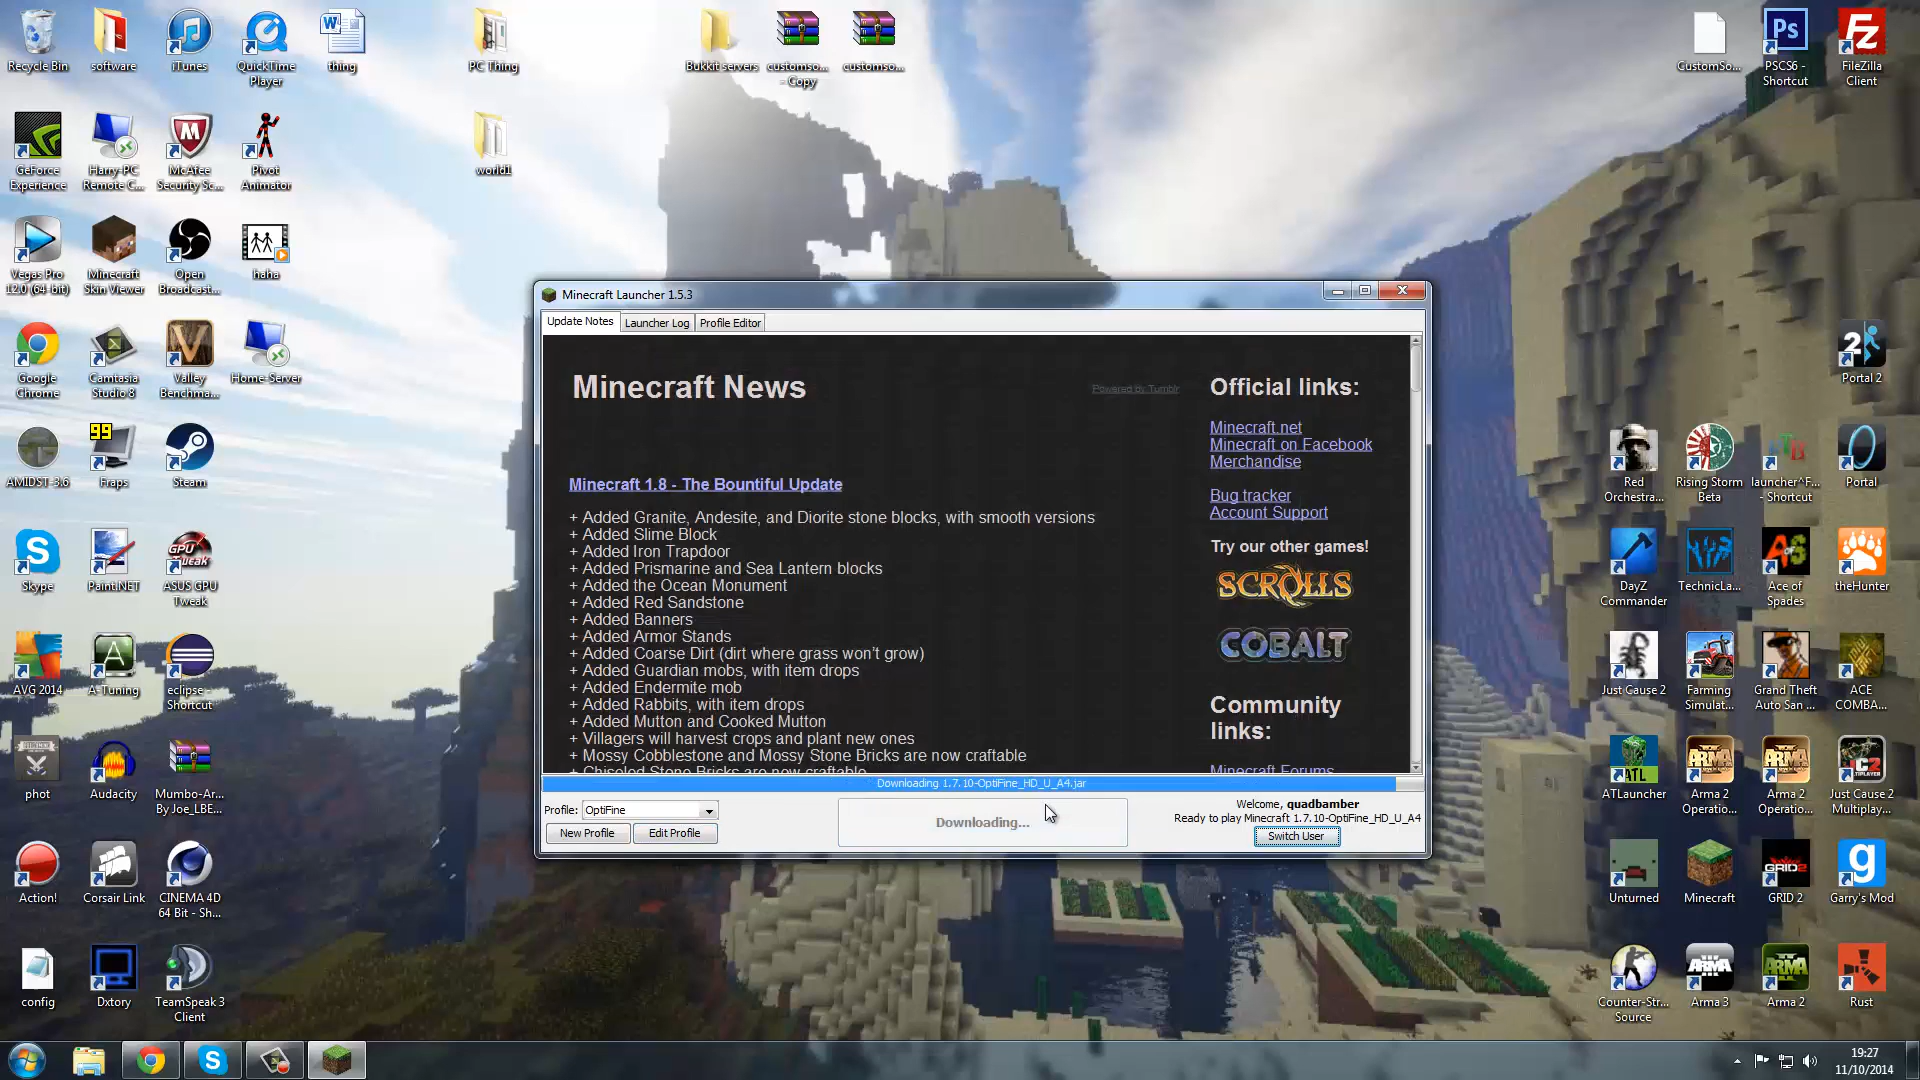 Recycle Bin
software
iTunes
QuickTime
Player
thing
PC Thing
Bukkit servers
customso...
- Copy
customso...
CustomSo...
PSCS6 -
Shortcut
FileZilla
Client
GeForce
Experience
Harry-PC
Remote C...
McAfee
Security Sc...
Pivot
Animator
world1
Vegas Pro
12.0 (64-bit)
Minecraft
Skin Viewer
Open
Broadcast...
haha
Google
Chrome
Camtasia
Studio 8
Valley
Benchma...
Home-Server
Portal 2
AMIDST-3.6
99
Fraps
Steam
Red
Orchestra...
Rising Storm
Beta
launcher^F...
- Shortcut
Portal
Skype
Paint.NET
ASUS GPU
Tweak
DayZ
Commander
TechnicLa...
Ace of
Spades
theHunter
AVG 2014
A-Tuning
eclipse -
Shortcut
Just Cause 2
Farming
Simulat...
Grand Theft
Auto San ...
ACE
COMBA...
phot
Audacity
Mumbo-Ar...
By Joe_LBE...
ATLauncher
Arma 2
Operatio...
Arma 2
Operatio...
Just Cause 2
Multiplay...
Action!
Corsair Link
CINEMA 4D
64 Bit - Sh...
Unturned
Minecraft
GRID 2
Garry's Mod
config
Dxtory
TeamSpeak 3
Client
Counter-Str...
Source
Arma 3
Arma 2
Rust
Minecraft Launcher 1.5.3
Update Notes
Launcher Log
Profile Editor
Minecraft News
Powered by Tumblr
Minecraft 1.8 - The Bountiful Update
+ Added Granite, Andesite, and Diorite stone blocks, with smooth versions
+ Added Slime Block
+ Added Iron Trapdoor
+ Added Prismarine and Sea Lantern blocks
+ Added the Ocean Monument
+ Added Red Sandstone
+ Added Banners
+ Added Armor Stands
+ Added Coarse Dirt (dirt where grass won’t grow)
+ Added Guardian mobs, with item drops
+ Added Endermite mob
+ Added Rabbits, with item drops
+ Added Mutton and Cooked Mutton
+ Villagers will harvest crops and plant new ones
+ Mossy Cobblestone and Mossy Stone Bricks are now craftable
+ Chiseled Stone Bricks are now craftable
Official links:
Minecraft.net
Minecraft on Facebook
Merchandise
Bug tracker
Account Support
Try our other games!
SCROLLS
COBALT
Community
links:
Minecraft Forums
Downloading 1.7.10-OptiFine_HD_U_A4.jar
Profile:
OptiFine
New Profile
Edit Profile
Downloading...
Welcome, quadbamber
Ready to play Minecraft 1.7.10-OptiFine_HD_U_A4
Switch User
19:27
11/10/2014